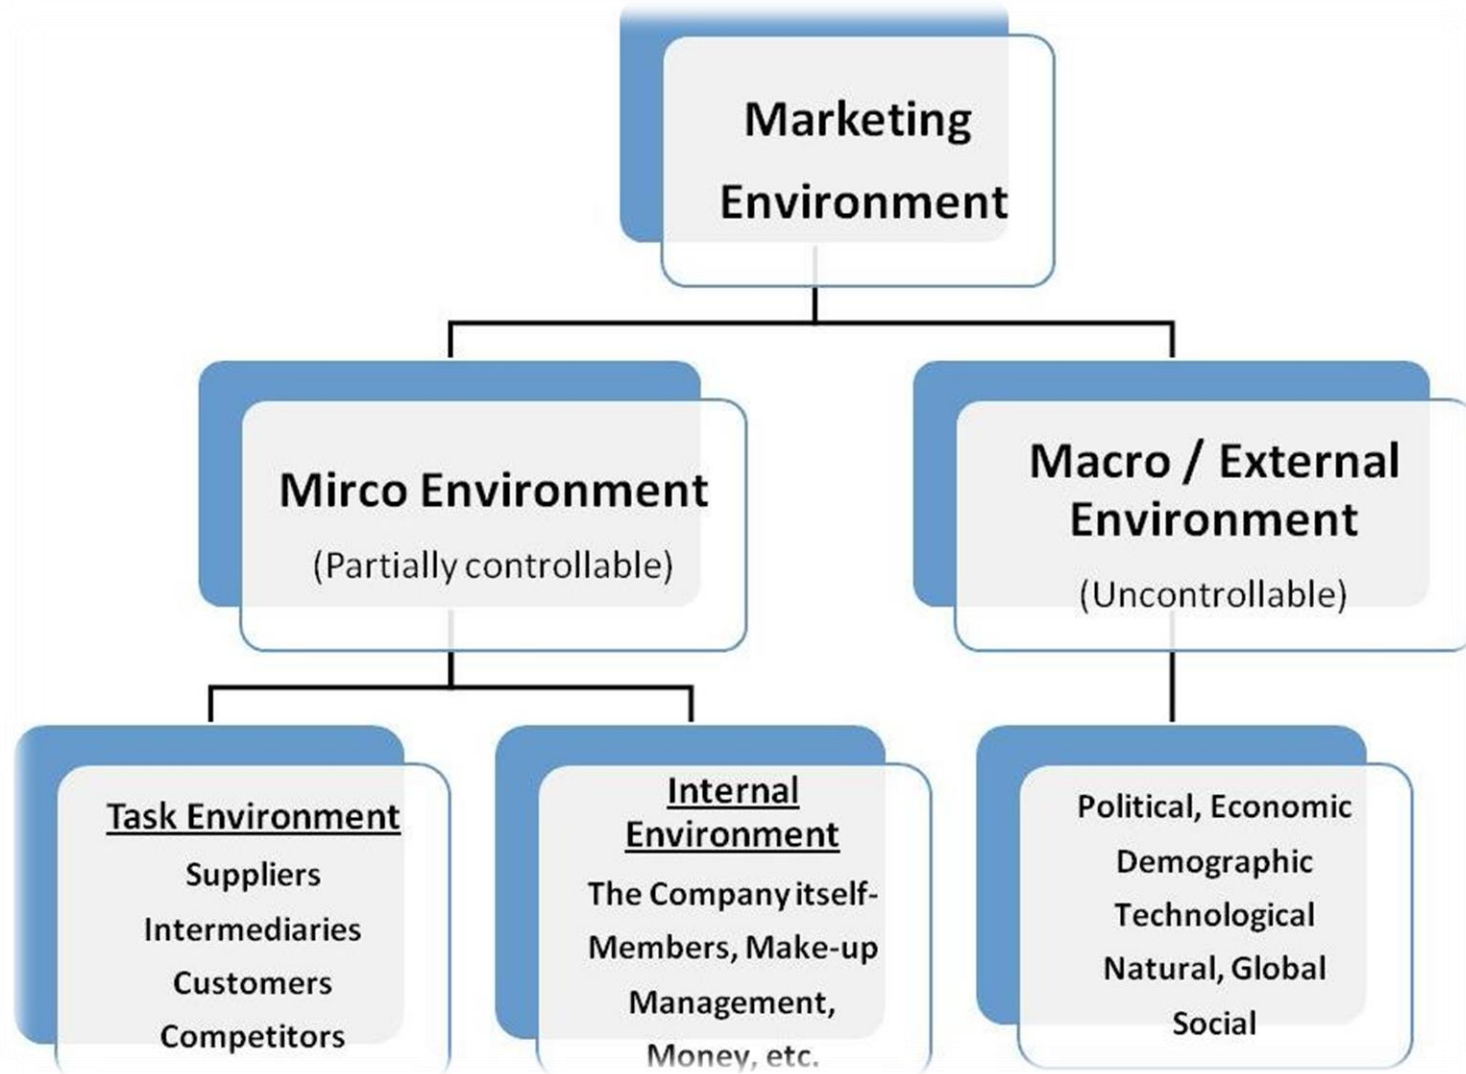 Marketing
Environment
Mirco Environment
(Partially controllable)
Macro / External
Environment
(Uncontrollable)
Task Environment
Suppliers
Intermediaries
Customers
Competitors
Internal
Environment
The Company itself-
Members, Make-up
Management,
Money, etc.
Political, Economic
Demographic
Technological
Natural, Global
Social